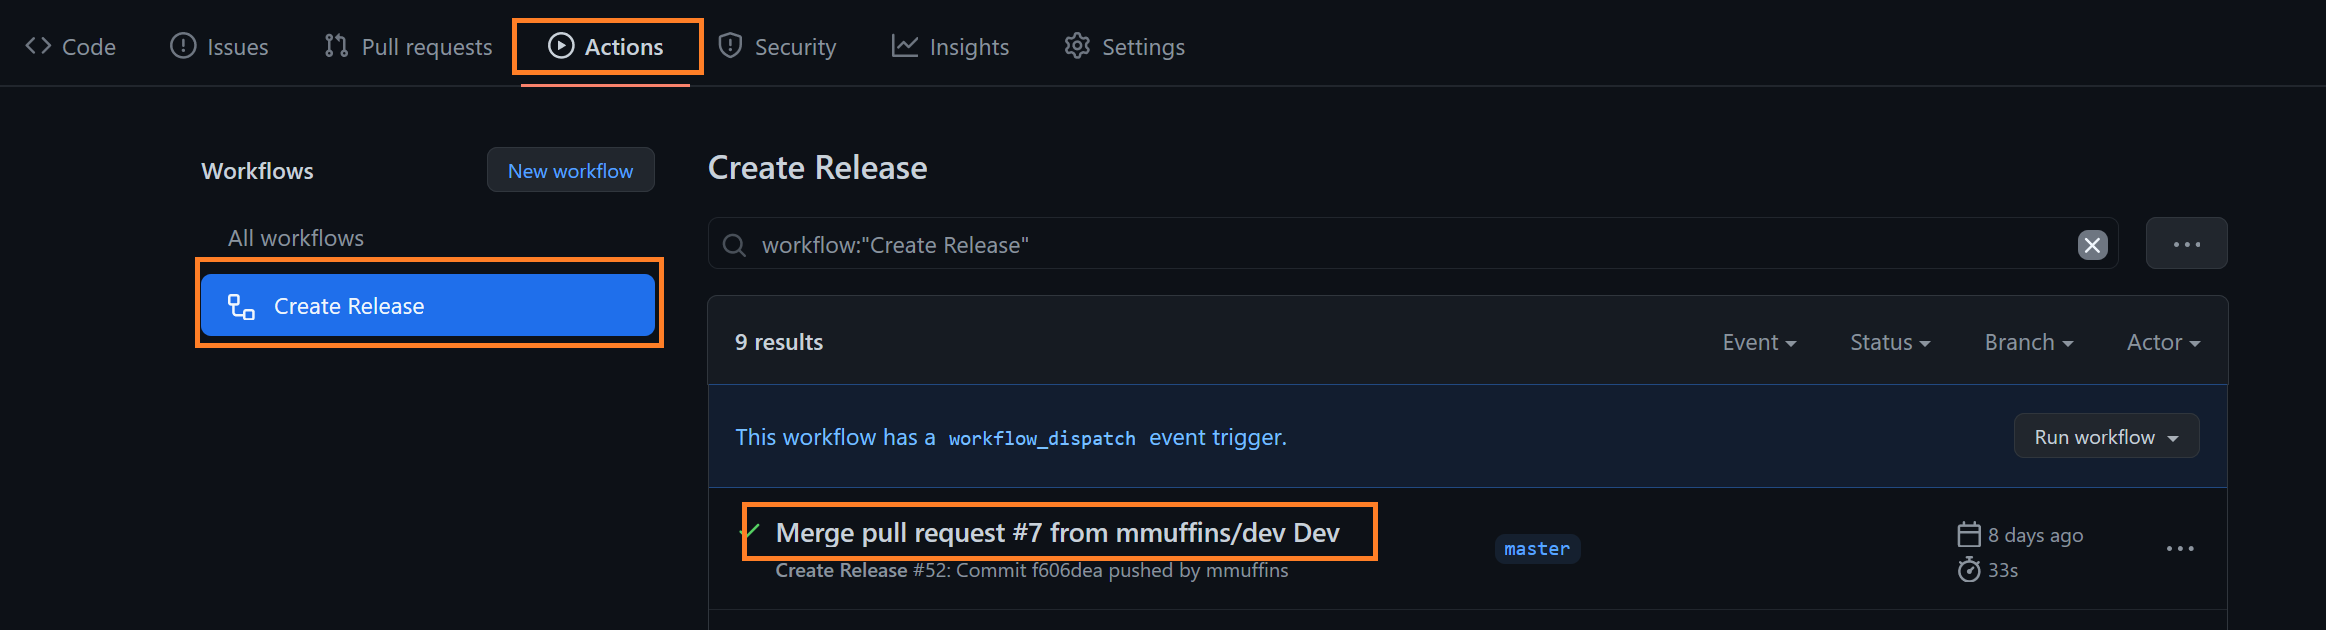 Code Issues Pull requests Actions Security Insights Settings
Workflows New workflow
All workflows
Create Release
Create Release
workflow:"Create Release"
9 results Event Status Branch Actor
This workflow has a workflow_dispatch event trigger. Run workflow
Merge pull request #7 from mmuffins/dev Dev
Create Release #52: Commit f606dea pushed by mmuffins
master
8 days ago
33s